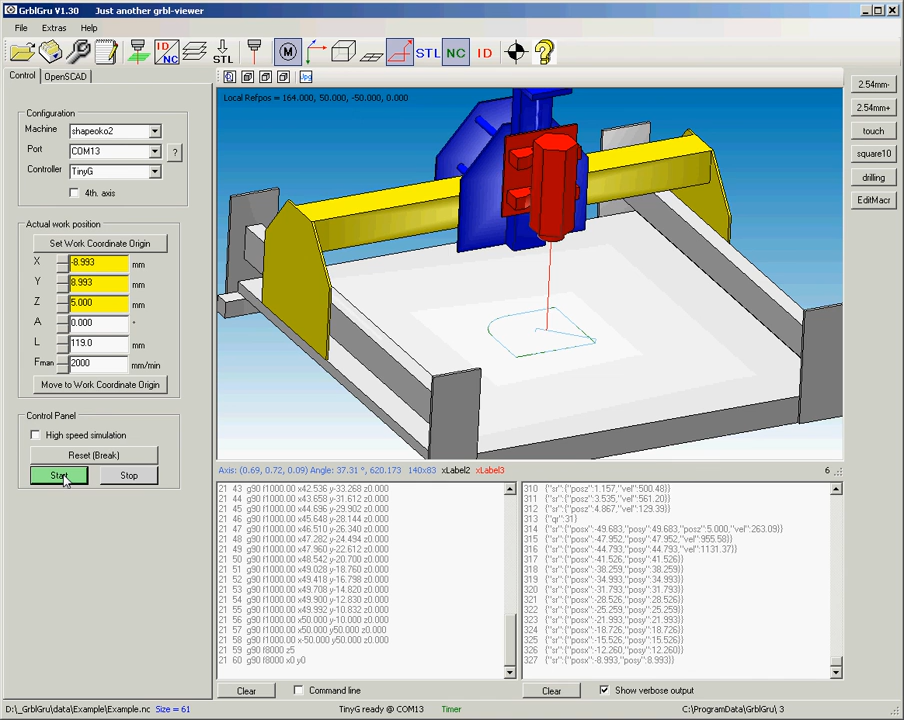 GrblGru V1.30 Just another grbl-viewer
File Extras Help
ID NC STL M STL NC ID
Control OpenSCAD
Jpg
Local Refpos = 164.000, 50.000, -50.000, 0.000
2.54mm-
2.54mm+
touch
square10
drilling
EditMacr
Configuration
Machine shapeoko2
Port COM13 ?
Controller TinyG
4th. axis
Actual work position
Set Work Coordinate Origin
X -8.993 mm
Y 8.993 mm
Z 5.000 mm
A 0.000 °
L 119.0 mm
Fman 2000 mm/min
Move to Work Coordinate Origin
Control Panel
High speed simulation
Reset (Break)
Start Stop
Axis: (0.69, 0.72, 0.09) Angle: 37.31 °, 620.173 140x83 xLabel2 xLabel3 6
21 43 g90 f1000.00 x42.536 y-33.268 z0.000
21 44 g90 f1000.00 x43.658 y-31.612 z0.000
21 45 g90 f1000.00 x44.696 y-29.902 z0.000
21 46 g90 f1000.00 x45.648 y-28.144 z0.000
21 47 g90 f1000.00 x46.510 y-26.340 z0.000
21 48 g90 f1000.00 x47.282 y-24.494 z0.000
21 49 g90 f1000.00 x47.960 y-22.612 z0.000
21 50 g90 f1000.00 x48.542 y-20.700 z0.000
21 51 g90 f1000.00 x49.028 y-18.760 z0.000
21 52 g90 f1000.00 x49.418 y-16.798 z0.000
21 53 g90 f1000.00 x49.708 y-14.820 z0.000
21 54 g90 f1000.00 x49.900 y-12.830 z0.000
21 55 g90 f1000.00 x49.992 y-10.832 z0.000
21 56 g90 f1000.00 x50.000 y-10.000 z0.000
21 57 g90 f1000.00 x50.000 y50.000 z0.000
21 58 g90 f1000.00 x-50.000 y50.000 z0.000
21 59 g90 f8000 z5
21 60 g90 f8000 x0 y0
310 {"sr":{"posz":1.157,"vel":500.48}}
311 {"sr":{"posz":3.535,"vel":561.20}}
312 {"sr":{"posz":4.867,"vel":129.39}}
313 {"qr":31}
314 {"sr":{"posx":-49.683,"posy":49.683,"posz":5.000,"vel":263.09}}
315 {"sr":{"posx":-47.952,"posy":47.952,"vel":955.58}}
316 {"sr":{"posx":-44.793,"posy":44.793,"vel":1131.37}}
317 {"sr":{"posx":-41.526,"posy":41.526}}
318 {"sr":{"posx":-38.259,"posy":38.259}}
319 {"sr":{"posx":-34.993,"posy":34.993}}
320 {"sr":{"posx":-31.793,"posy":31.793}}
321 {"sr":{"posx":-28.526,"posy":28.526}}
322 {"sr":{"posx":-25.259,"posy":25.259}}
323 {"sr":{"posx":-21.993,"posy":21.993}}
324 {"sr":{"posx":-18.726,"posy":18.726}}
325 {"sr":{"posx":-15.526,"posy":15.526}}
326 {"sr":{"posx":-12.260,"posy":12.260}}
327 {"sr":{"posx":-8.993,"posy":8.993}}
Clear Command line Clear Show verbose output
D:\_GrblGru\data\Example\Example.nc Size = 61 TinyG ready @ COM13 Timer C:\ProgramData\GrblGru\ 3